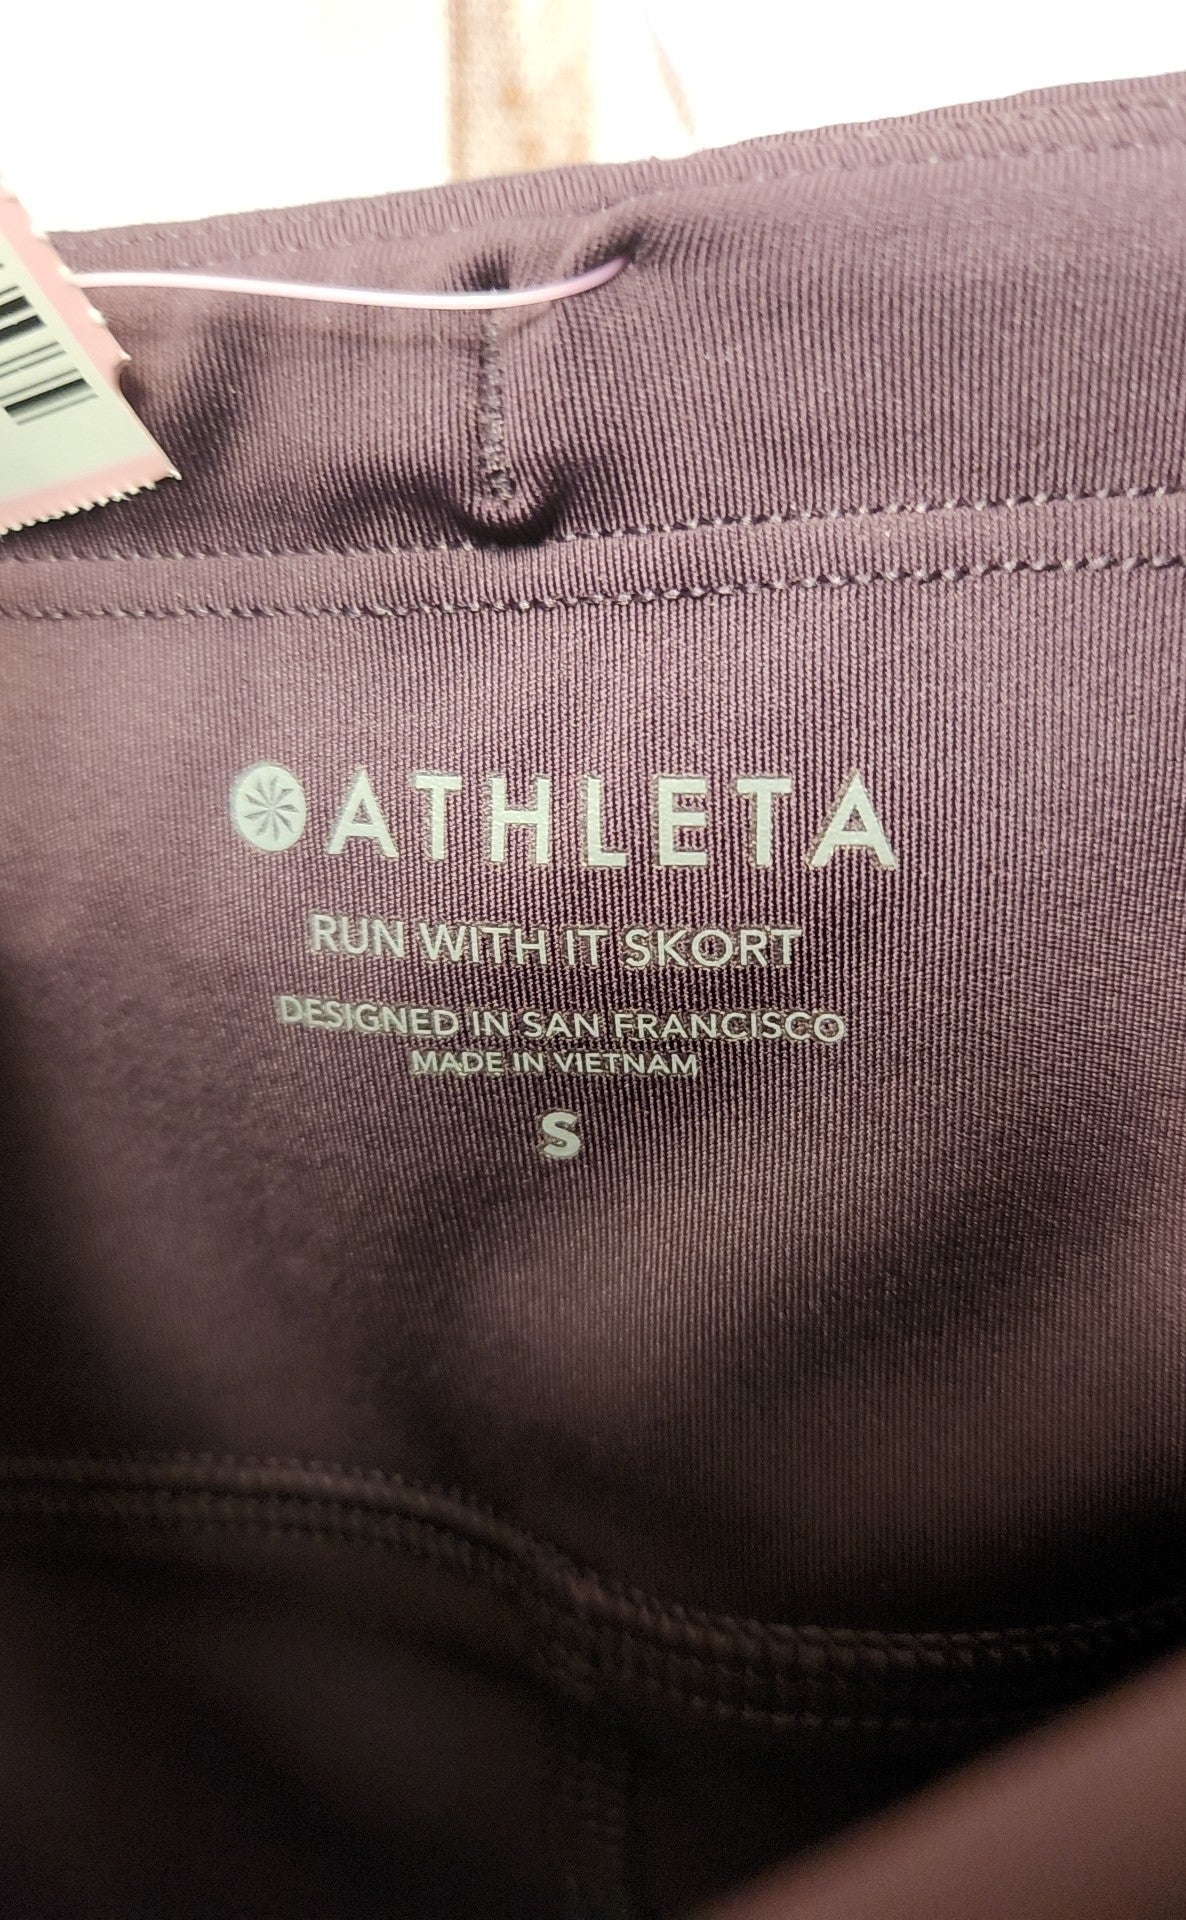 ATHLETA
RUN WITH IT SKORT
DESIGNED IN SAN FRANCISCO
MADE IN VIETNAM
S